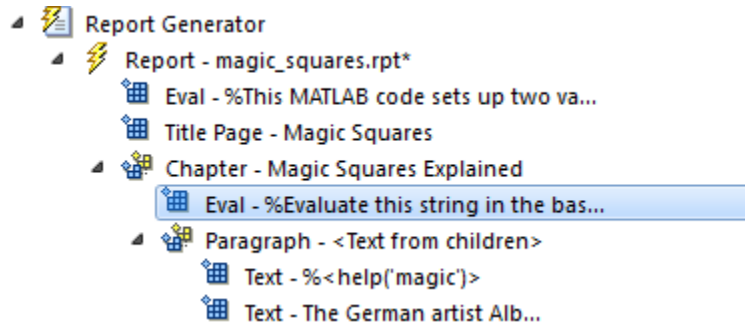 Report Generator
Report - magic_squares.rpt*
Eval - %This MATLAB code sets up two va...
Title Page - Magic Squares
Chapter - Magic Squares Explained
Eval - %Evaluate this string in the bas...
Paragraph - <Text from children>
Text - %<help('magic')>
Text - The German artist Alb...